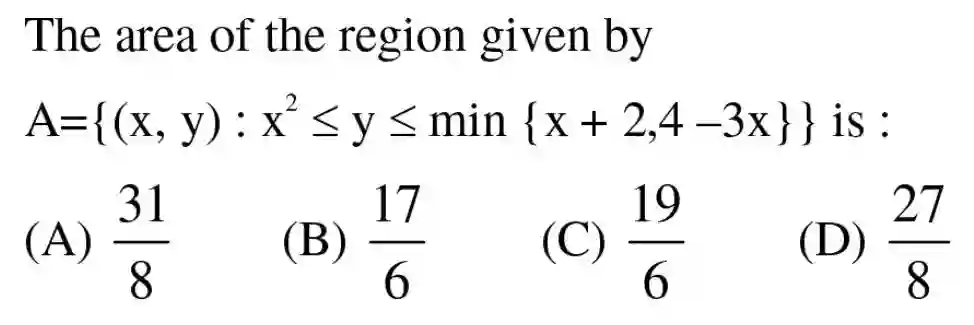 The area of the region given by
A={(x, y) : x² ≤ y ≤ min {x + 2,4 –3x}} is :
(A) 31/8 (B) 17/6 (C) 19/6 (D) 27/8